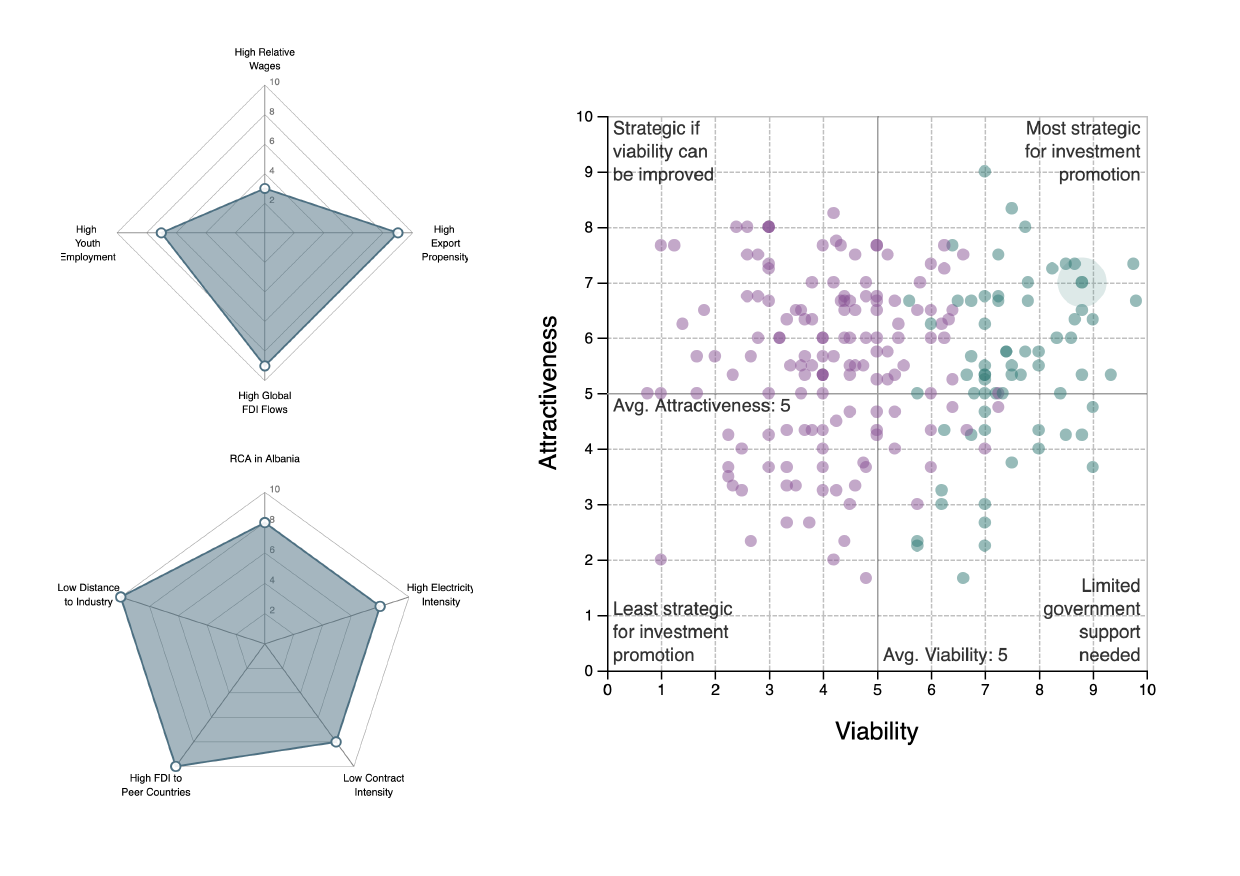 High Relative
Wages
10
8
6
4
2
High
Youth
Employment
High
Export
Propensity
High Global
FDI Flows
RCA in Albania
10
8
6
4
2
Low Distance
to Industry
High Electricity
Intensity
High FDI to
Peer Countries
Low Contract
Intensity
Attractiveness
10
9
8
7
6
5
4
3
2
1
0
Strategic if
viability can
be improved
Most strategic
for investment
promotion
Avg. Attractiveness: 5
Least strategic
for investment
promotion
Avg. Viability: 5
Limited
government
support
needed
0 1 2 3 4 5 6 7 8 9 10
Viability